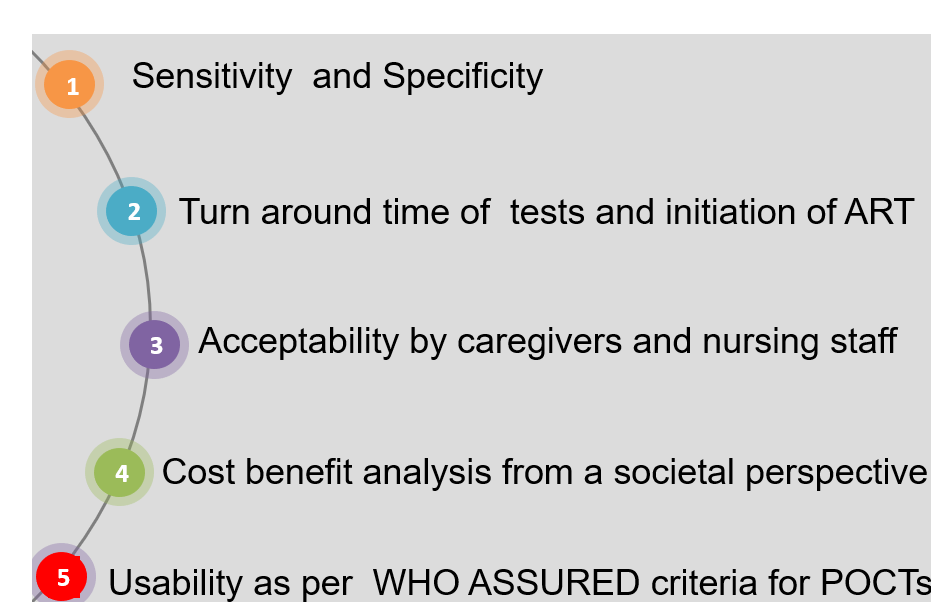 1 Sensitivity and Specificity
2 Turn around time of tests and initiation of ART
3 Acceptability by caregivers and nursing staff
4 Cost benefit analysis from a societal perspective
5 Usability as per WHO ASSURED criteria for POCTs